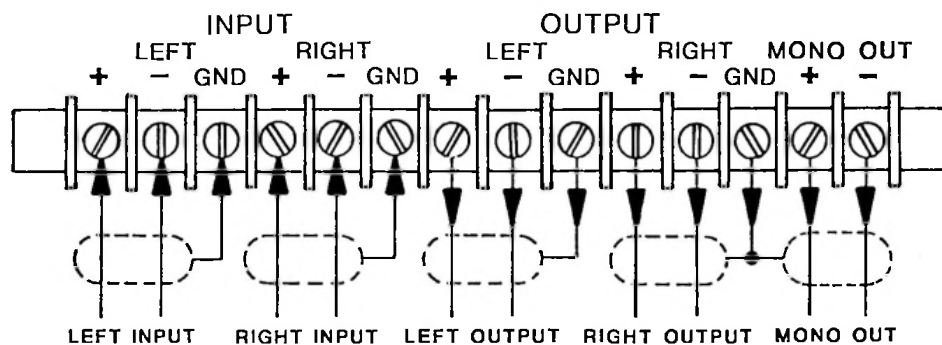 INPUT OUTPUT
LEFT RIGHT LEFT RIGHT MONO OUT
+ − GND + − GND + − GND + − GND + −
LEFT INPUT RIGHT INPUT LEFT OUTPUT RIGHT OUTPUT MONO OUT